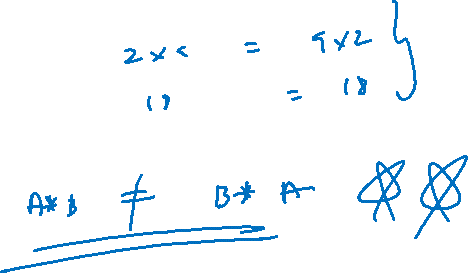 2 x = 9 x 2
= 18
A * B ≠ B * A